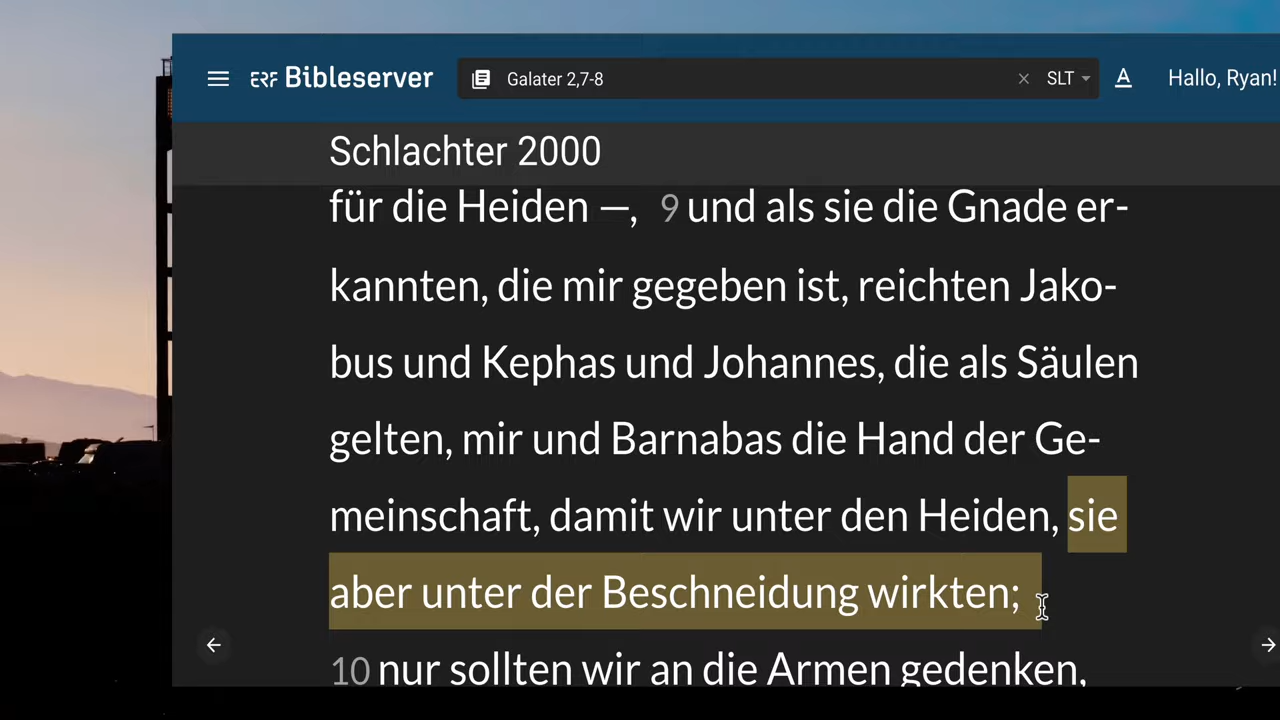 ERF Bibleserver
Galater 2,7-8
SLT
A
Hallo, Ryan!
Schlachter 2000
für die Heiden —, 9 und als sie die Gnade er-
kannten, die mir gegeben ist, reichten Jako-
bus und Kephas und Johannes, die als Säulen
gelten, mir und Barnabas die Hand der Ge-
meinschaft, damit wir unter den Heiden, sie
aber unter der Beschneidung wirkten;
10 nur sollten wir an die Armen gedenken,